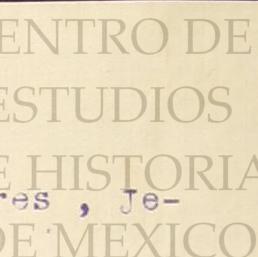 ENTRO DE
ESTUDIOS
E HISTORIA
res , Je-
DE MEXICO